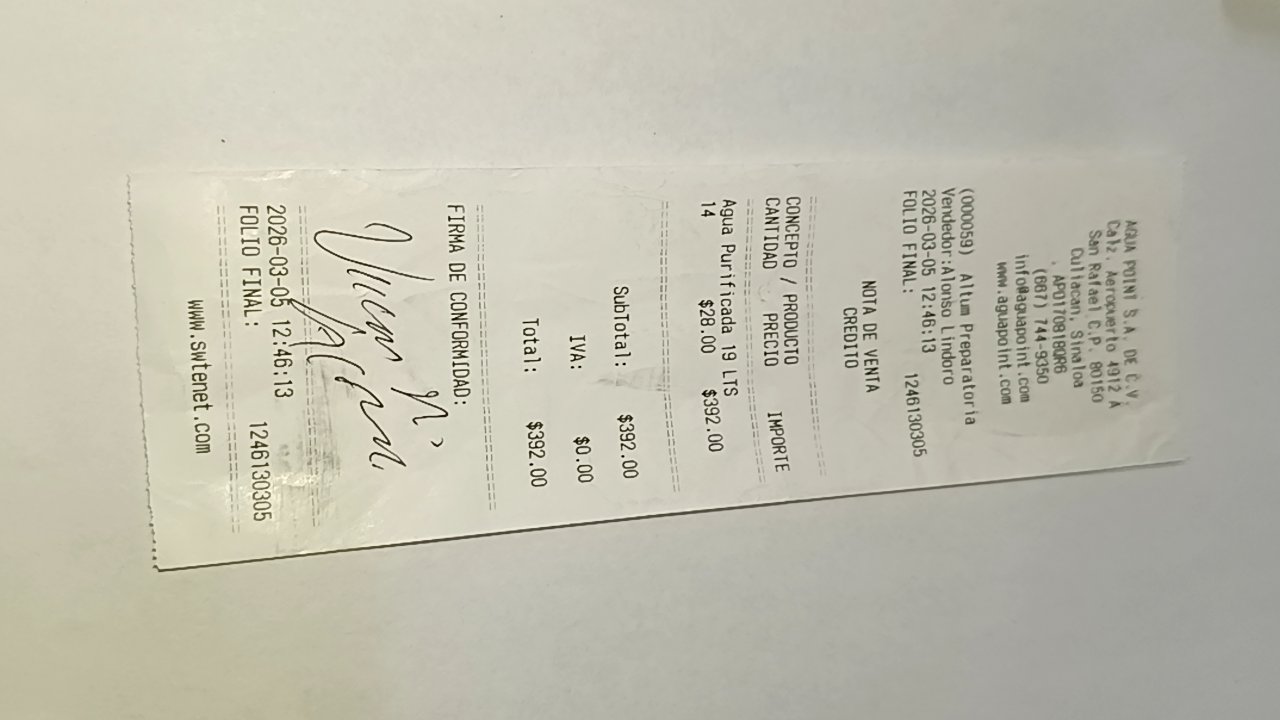 AGUA POINT S.A. DE C.V.
Calz. Aeropuerto 4912 A
San Rafael C.P. 80150
Culiacan, Sinaloa
. APO170818QR6
(667) 744-9350
info@aguapoint.com
www.aguapoint.com
(000059) Altum Preparatoria
Vendedor:Alonso Lindoro
2026-03-05 12:46:13
FOLIO FINAL: 1246130305
NOTA DE VENTA
CREDITO
CONCEPTO / PRODUCTO
CANTIDAD PRECIO IMPORTE
Agua Purificada 19 LTS
14 $28.00 $392.00
SubTotal: $392.00
IVA: $0.00
Total: $392.00
FIRMA DE CONFORMIDAD:
2026-03-05 12:46:13
FOLIO FINAL: 1246130305
www.swtenet.com